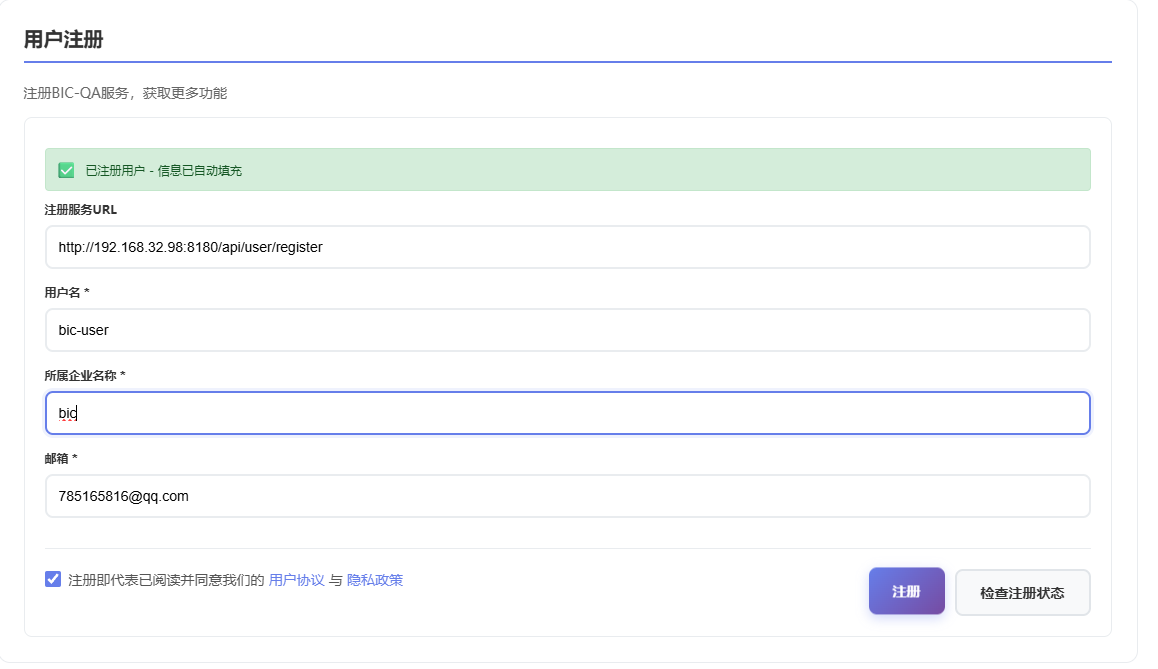 用户注册
注册BIC-QA服务，获取更多功能
已注册用户 - 信息已自动填充
注册服务URL
http://192.168.32.98:8180/api/user/register
用户名 *
bic-user
所属企业名称 *
bic
邮箱 *
785165816@qq.com
注册即代表已阅读并同意我们的 用户协议 与 隐私政策
注册
检查注册状态